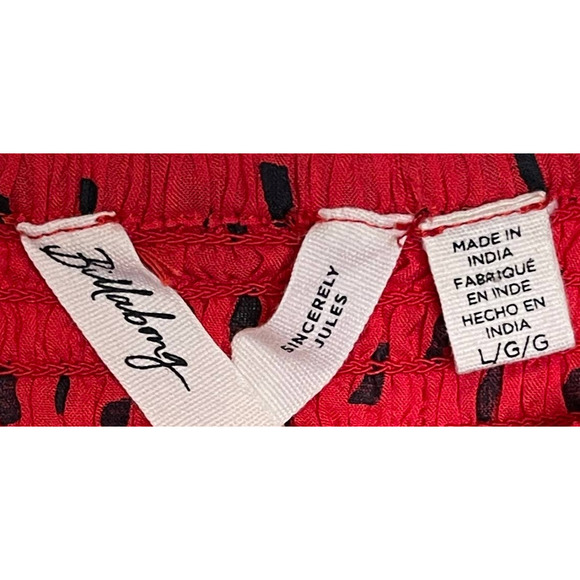 Billabong
SINCERELY
JULES
MADE IN
INDIA
FABRIQUÉ
EN INDE
HECHO EN
INDIA
L/G/G